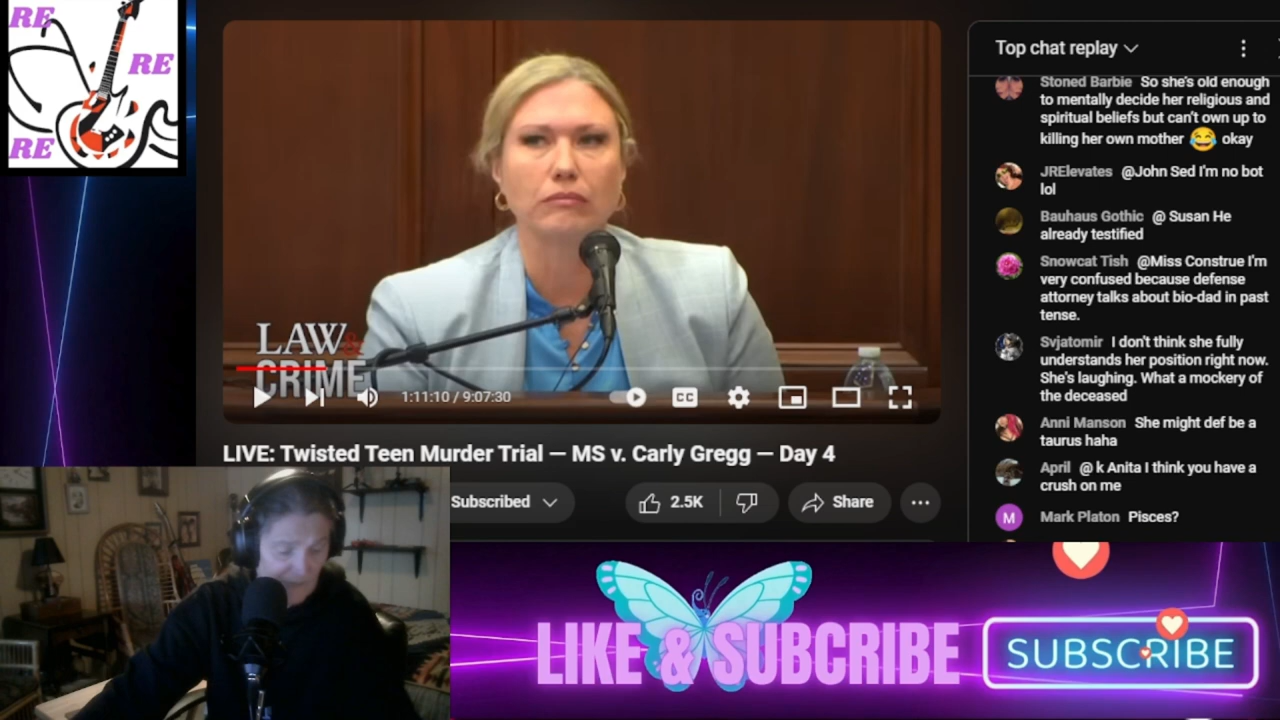 RE
RE
RE
LAW&
CRIME
1:11:10 / 9:07:30
CC
LIVE: Twisted Teen Murder Trial — MS v. Carly Gregg — Day 4
Subscribed
2.5K
Share
Top chat replay
Stoned Barbie So she's old enough
to mentally decide her religious and
spiritual beliefs but can't own up to
killing her own mother 😂 okay
JRElevates @John Sed I'm no bot
lol
Bauhaus Gothic @ Susan He
already testified
Snowcat Tish @Miss Construe I'm
very confused because defense
attorney talks about bio-dad in past
tense.
Svjatomir I don't think she fully
understands her position right now.
She's laughing. What a mockery of
the deceased
Anni Manson She might def be a
taurus haha
April @ k Anita I think you have a
crush on me
M Mark Platon Pisces?
LIKE & SUBCRIBE
SUBSCRIBE